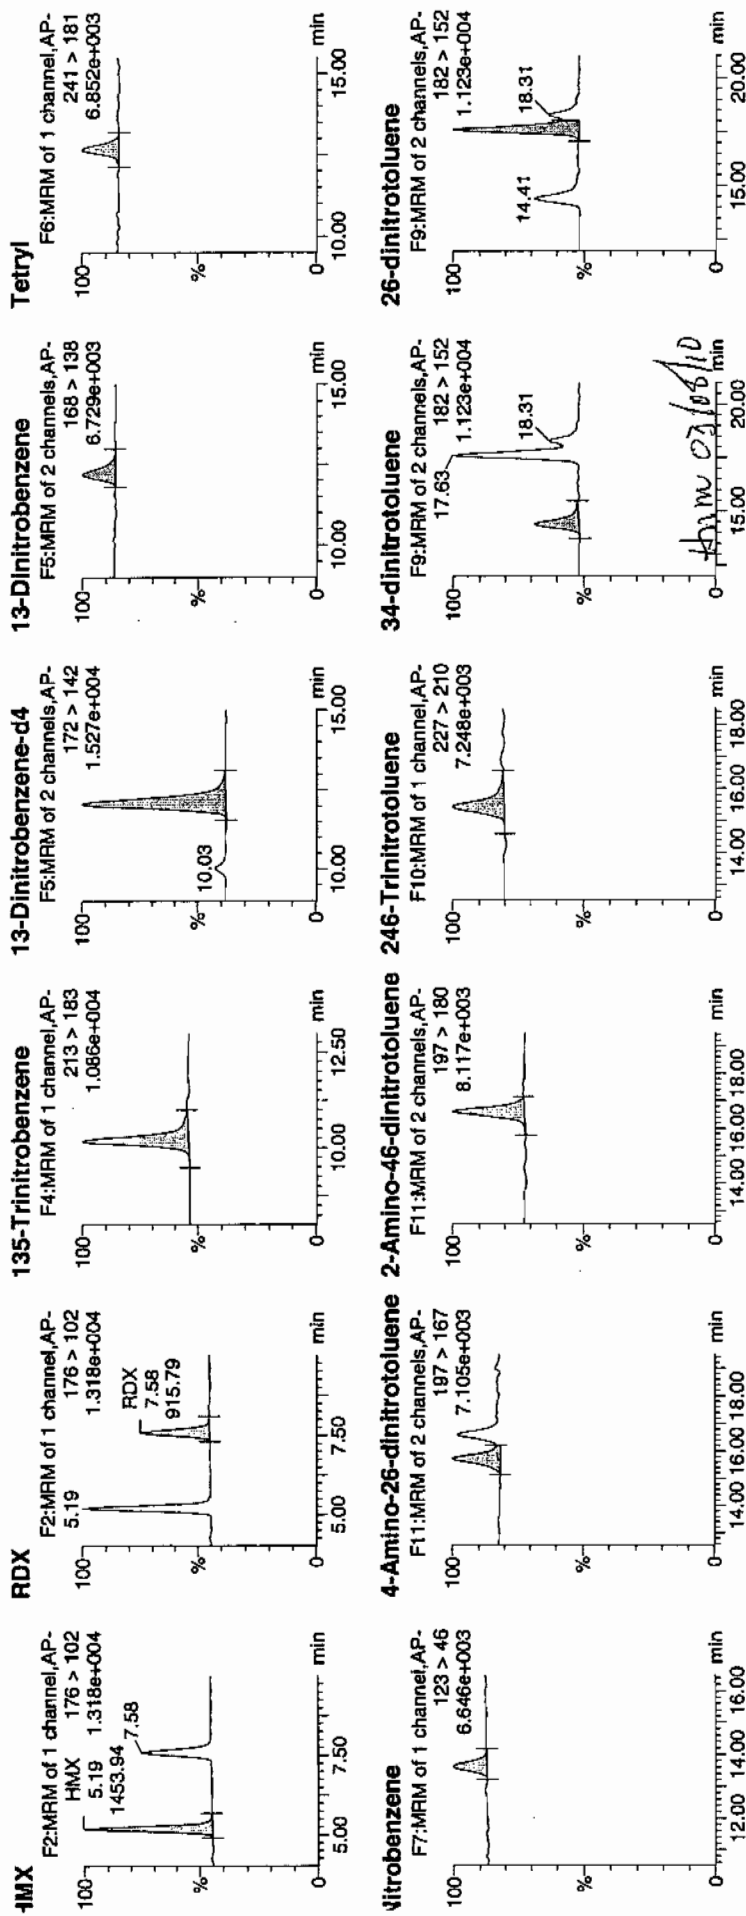 HMX
F2:MRM of 1 channel,AP-
176 > 102
1.318e+004
HMX
5.19
1453.94
7.58
100
%
0
5.00 7.50
min
RDX
F2:MRM of 1 channel,AP-
176 > 102
1.318e+004
5.19
RDX
7.58
915.79
100
%
0
5.00 7.50
min
135-Trinitrobenzene
F4:MRM of 1 channel,AP-
213 > 183
1.086e+004
100
%
0
10.00 12.50
min
13-Dinitrobenzene-d4
F5:MRM of 2 channels,AP-
172 > 142
1.527e+004
10.03
100
%
0
10.00 15.00
min
13-Dinitrobenzene
F5:MRM of 2 channels,AP-
168 > 138
6.729e+003
100
%
0
10.00 15.00
min
Tetryl
F6:MRM of 1 channel,AP-
241 > 181
6.852e+003
100
%
0
10.00 15.00
min
Nitrobenzene
F7:MRM of 1 channel,AP-
123 > 46
6.646e+003
100
%
0
12.00 14.00 16.00
min
4-Amino-26-dinitrotoluene
F11:MRM of 2 channels,AP-
197 > 167
7.105e+003
100
%
0
14.00 16.00 18.00
min
2-Amino-46-dinitrotoluene
F11:MRM of 2 channels,AP-
197 > 180
8.117e+003
100
%
0
14.00 16.00 18.00
min
246-Trinitrotoluene
F10:MRM of 1 channel,AP-
227 > 210
7.248e+003
100
%
0
14.00 16.00 18.00
min
34-dinitrotoluene
F9:MRM of 2 channels,AP-
182 > 152
1.123e+004
17.63
18.31
100
%
0
03/08/10
15.00 20.00
min
26-dinitrotoluene
F9:MRM of 2 channels,AP-
182 > 152
1.123e+004
14.41
18.31
100
%
0
15.00 20.00
min